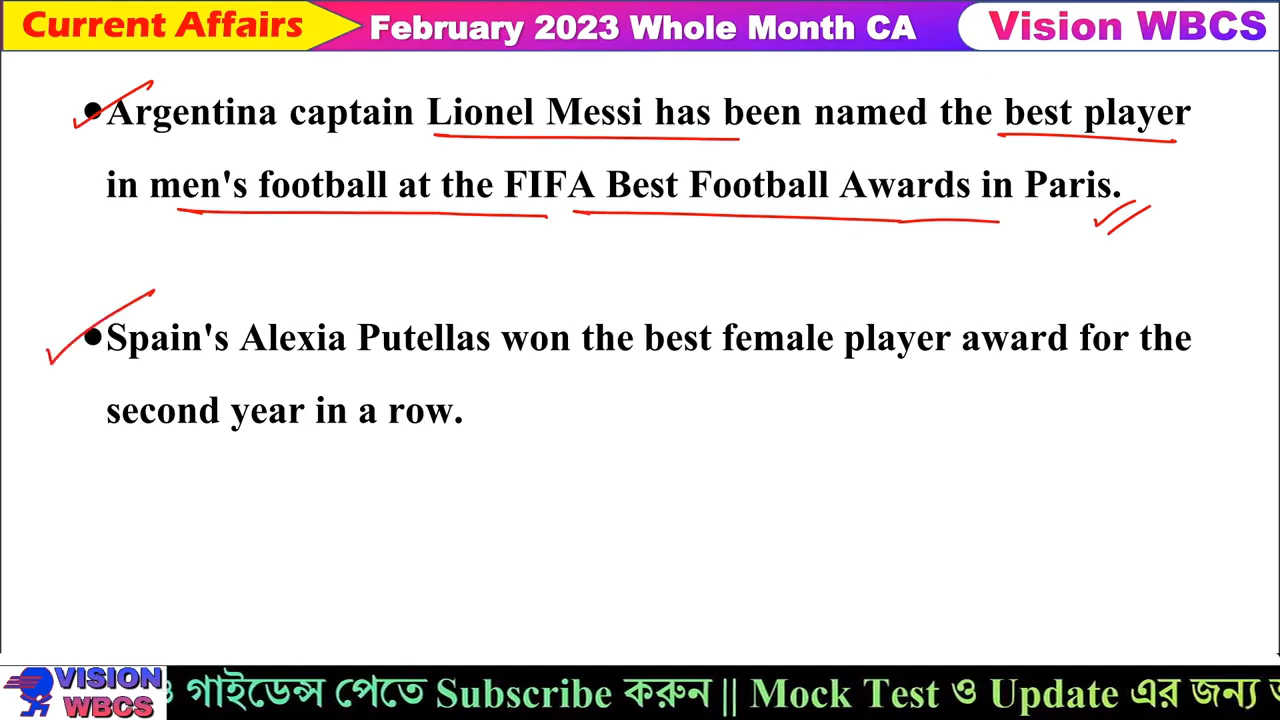 Current Affairs
February 2023 Whole Month CA
Vision WBCS
•Argentina captain Lionel Messi has been named the best player
in men's football at the FIFA Best Football Awards in Paris.
•Spain's Alexia Putellas won the best female player award for the
second year in a row.
VISION
WBCS
গাইডেন্স পেতে Subscribe করুন || Mock Test ও Update এর জন্য